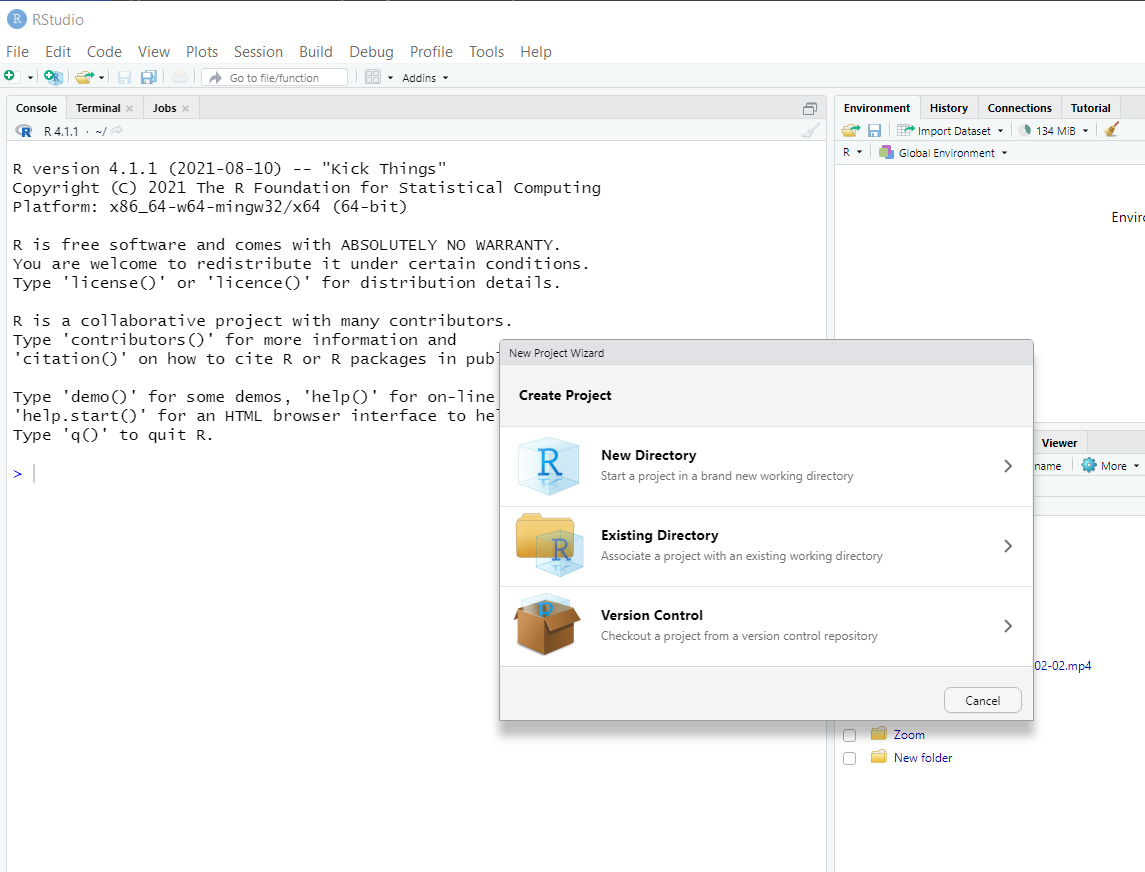 RStudio
File Edit Code View Plots Session Build Debug Profile Tools Help
Go to file/function Addins
Console Terminal Jobs
R 4.1.1 · ~/
R version 4.1.1 (2021-08-10) -- "Kick Things"
Copyright (C) 2021 The R Foundation for Statistical Computing
Platform: x86_64-w64-mingw32/x64 (64-bit)
R is free software and comes with ABSOLUTELY NO WARRANTY.
You are welcome to redistribute it under certain conditions.
Type 'license()' or 'licence()' for distribution details.
R is a collaborative project with many contributors.
Type 'contributors()' for more information and
'citation()' on how to cite R or R packages in publ
Type 'demo()' for some demos, 'help()' for on-line
'help.start()' for an HTML browser interface to hel
Type 'q()' to quit R.
>
Environment History Connections Tutorial
Import Dataset 134 MiB
R Global Environment
Envir
New Project Wizard
Create Project
New Directory
Start a project in a brand new working directory
Existing Directory
Associate a project with an existing working directory
Version Control
Checkout a project from a version control repository
Cancel
Viewer
name More
02-02.mp4
Zoom
New folder